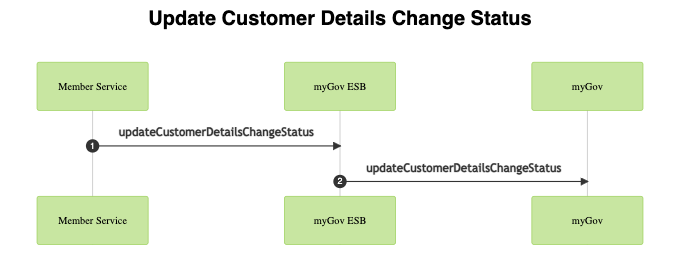 Update Customer Details Change Status
Member Service
myGov ESB
myGov
updateCustomerDetailsChangeStatus
1
updateCustomerDetailsChangeStatus
2
Member Service
myGov ESB
myGov